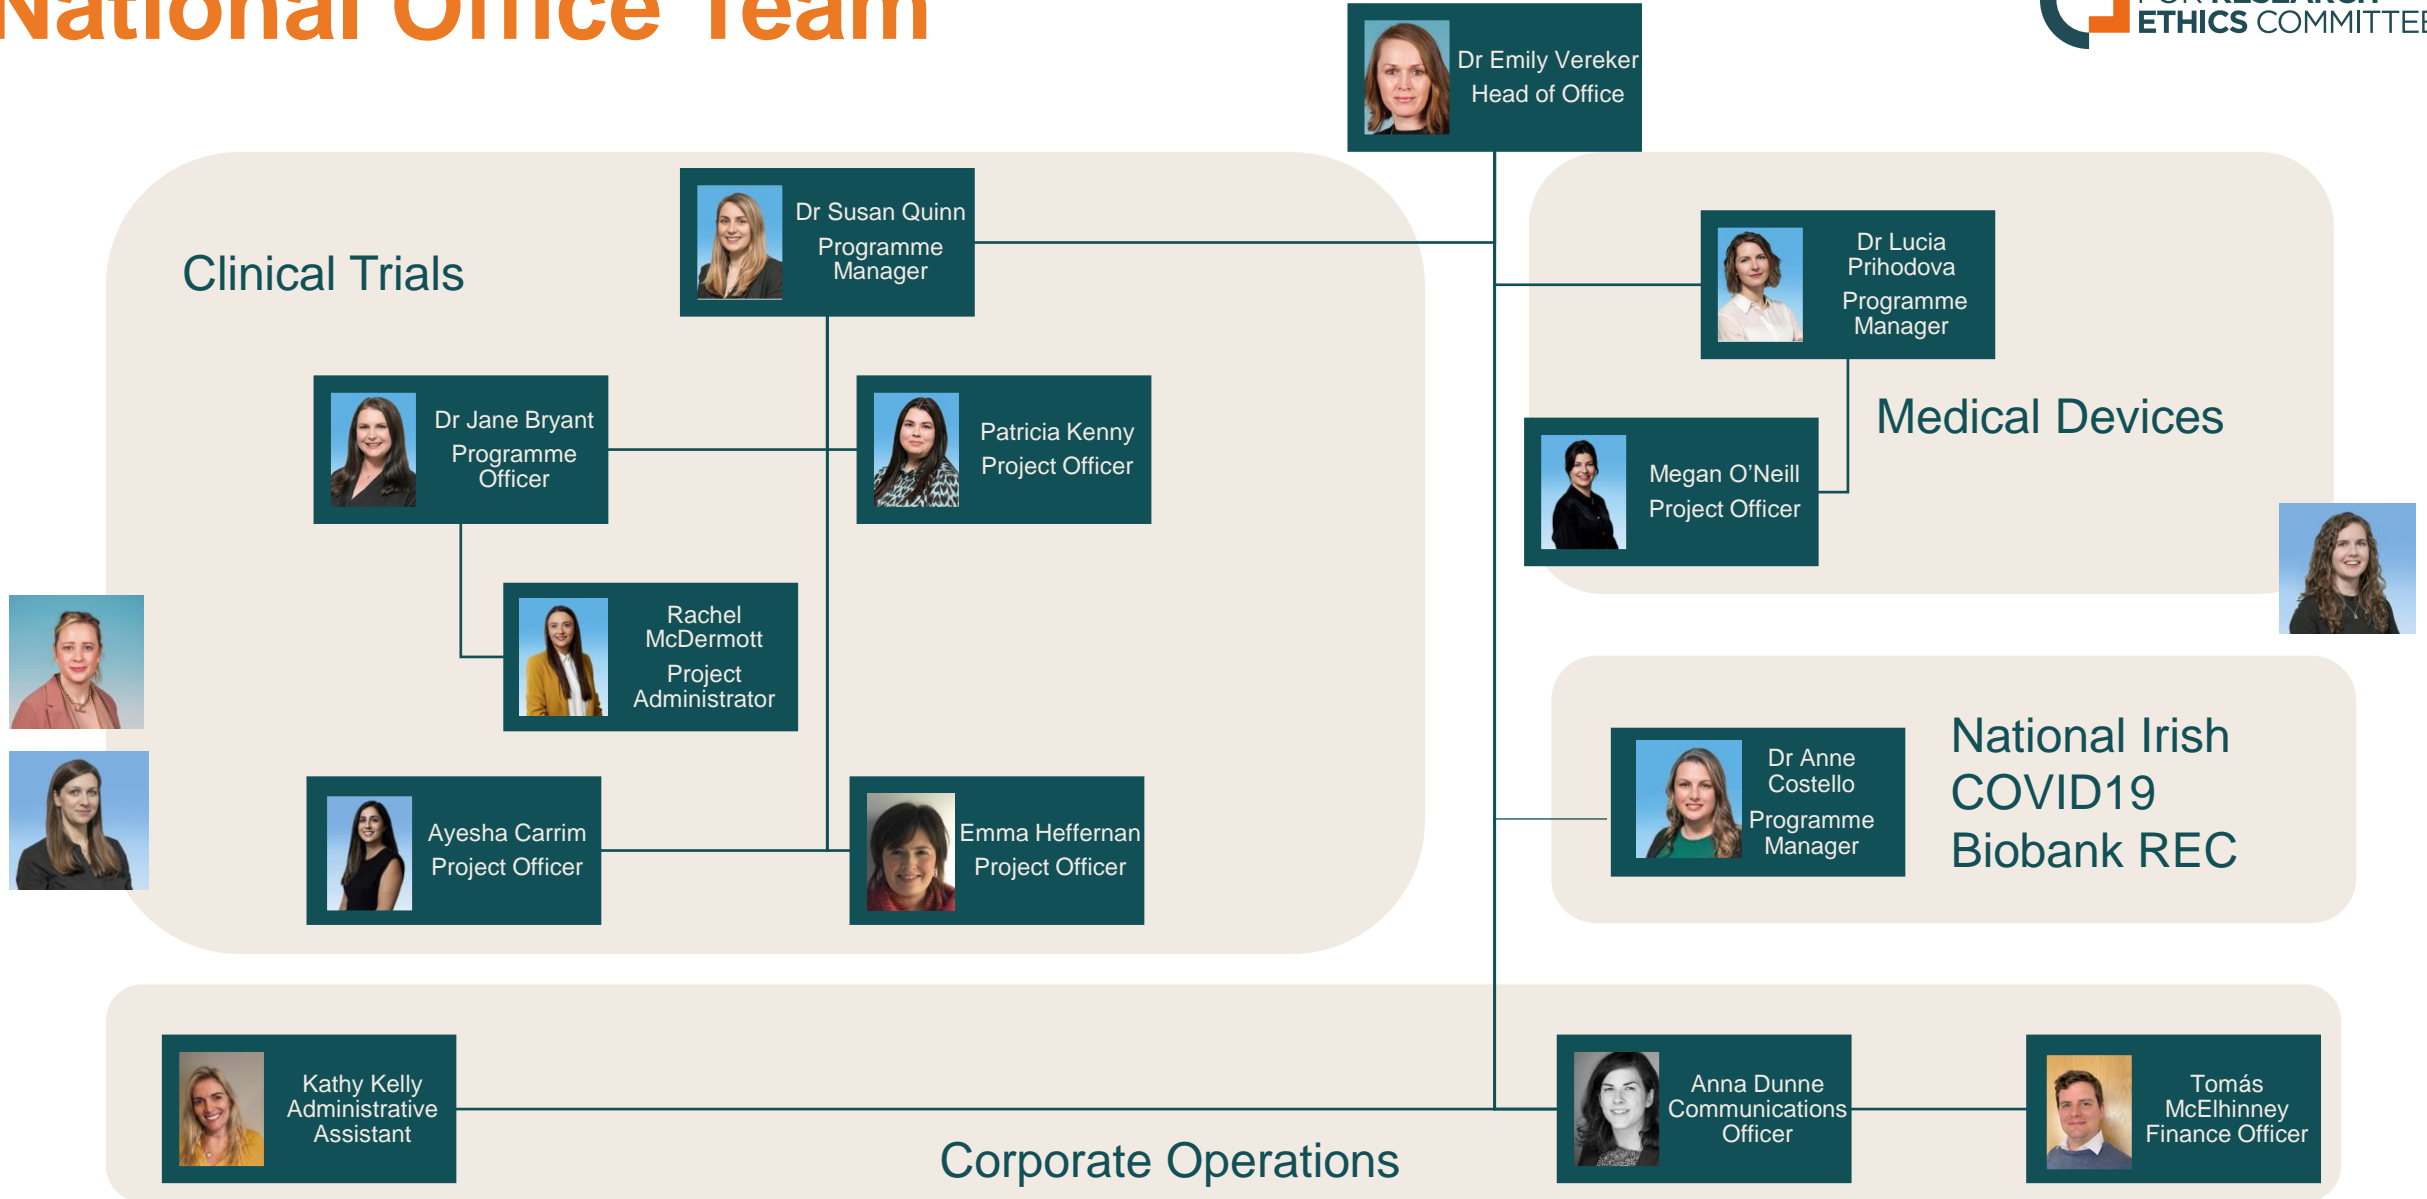 National Office Team
FOR RESEARCH
ETHICS COMMITTEE
Dr Emily Vereker
Head of Office
Clinical Trials
Dr Susan Quinn
Programme
Manager
Dr Jane Bryant
Programme
Officer
Patricia Kenny
Project Officer
Rachel
McDermott
Project
Administrator
Ayesha Carrim
Project Officer
Emma Heffernan
Project Officer
Dr Lucia
Prihodova
Programme
Manager
Medical Devices
Megan O’Neill
Project Officer
Dr Anne
Costello
Programme
Manager
National Irish
COVID19
Biobank REC
Kathy Kelly
Administrative
Assistant
Corporate Operations
Anna Dunne
Communications
Officer
Tomás
McElhinney
Finance Officer